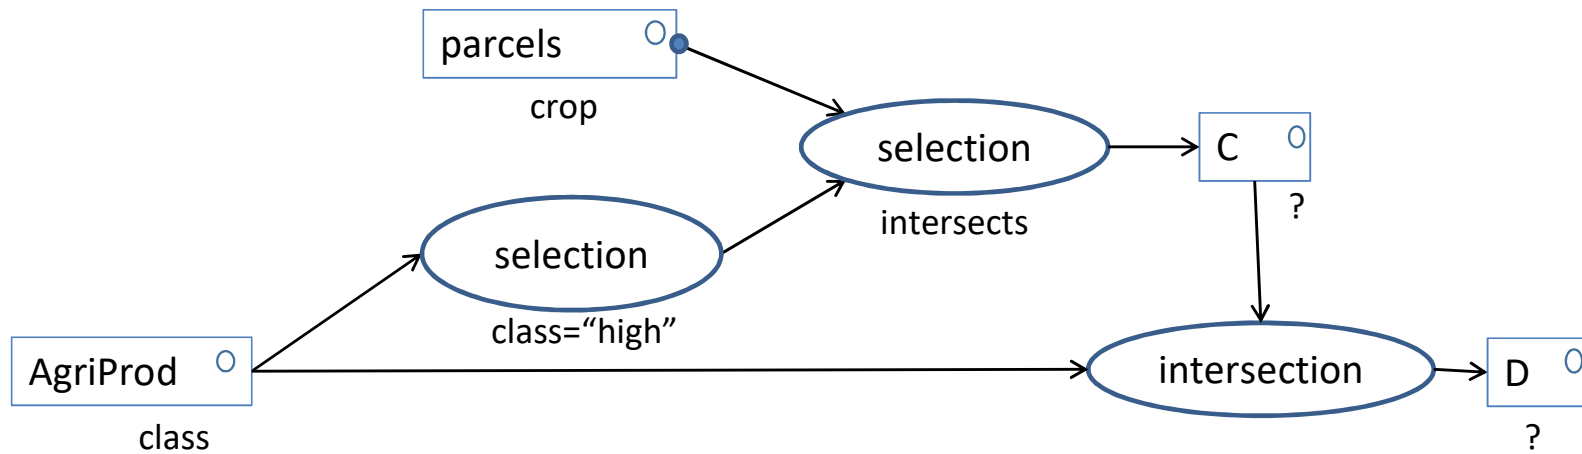 parcels
crop
selection
intersects
C
?
selection
class=“high”
AgriProd
class
intersection
D
?